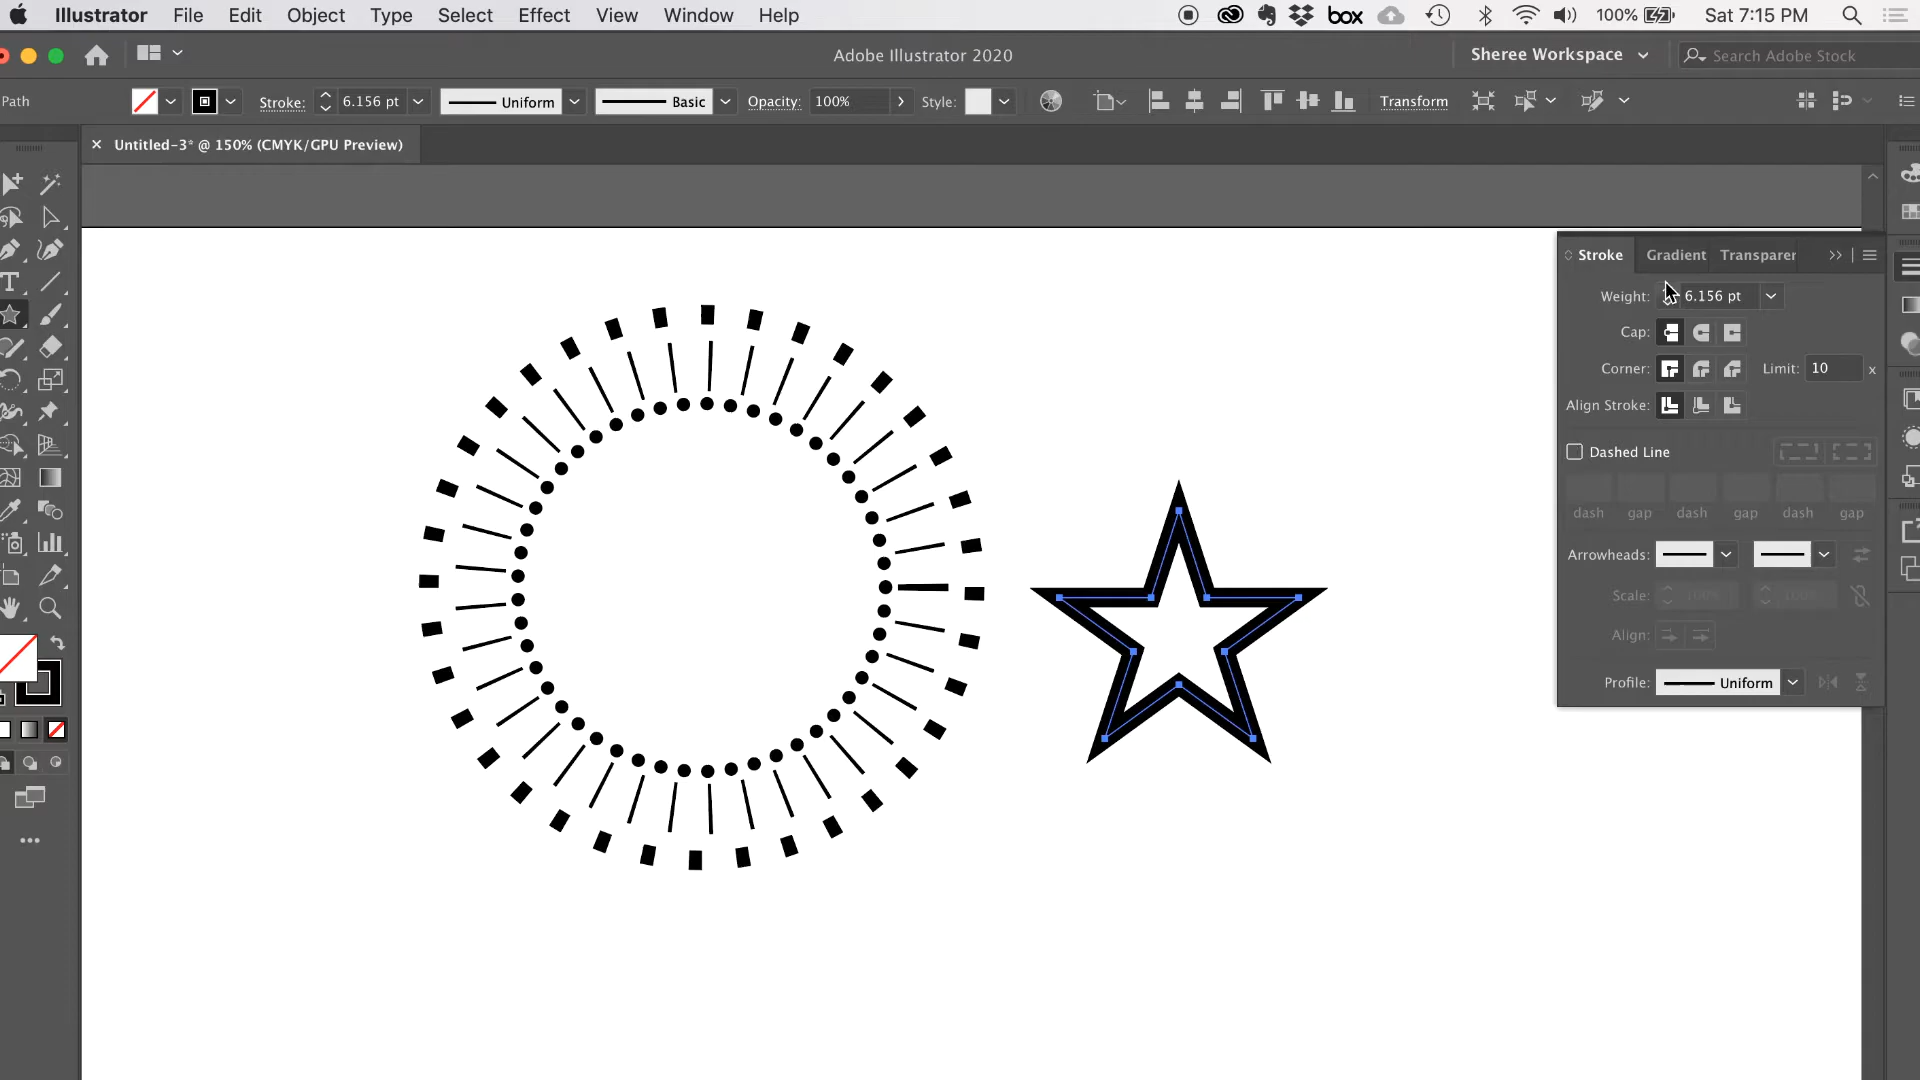 Illustrator File Edit Object Type Select Effect View Window Help box 100% Sat 7:15 PM
Adobe Illustrator 2020 Sheree Workspace Search Adobe Stock
Path Stroke: 6.156 pt Uniform Basic Opacity: 100% Style: Transform
× Untitled-3* @ 150% (CMYK/GPU Preview)
Stroke Gradient Transparer
Weight: 6.156 pt
Cap:
Corner: Limit: 10 x
Align Stroke:
Dashed Line
dash gap dash gap dash gap
Arrowheads:
Scale: 100% 100%
Align:
Profile: Uniform